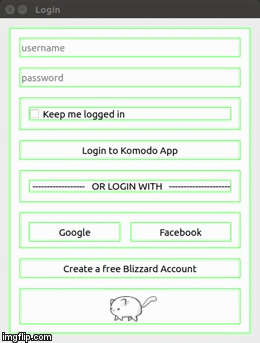 Login
username
password
Keep me logged in
Login to Komodo App
------------------ OR LOGIN WITH ---------------------
Google Facebook
Create a free Blizzard Account
imgflip.com